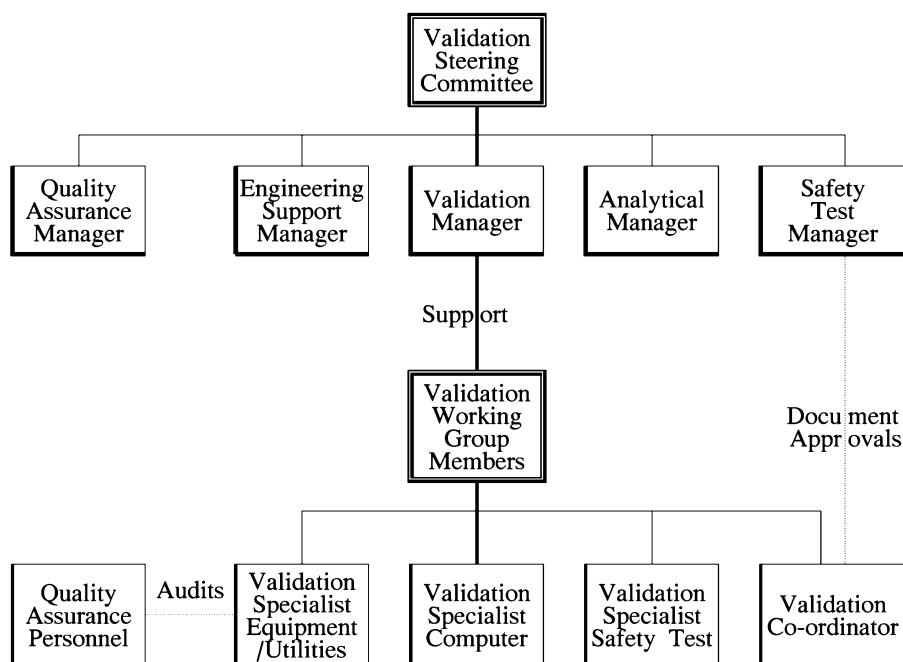 Validation
Steering
Committee
Quality
Assurance
Manager
Engineering
Support
Manager
Validation
Manager
Analytical
Manager
Safety
Test
Manager
Support
Validation
Working
Group
Members
Document
Approvals
Quality
Assurance
Personnel
Audits
Validation
Specialist
Equipment
/Utilities
Validation
Specialist
Computer
Validation
Specialist
Safety Test
Validation
Co-ordinator